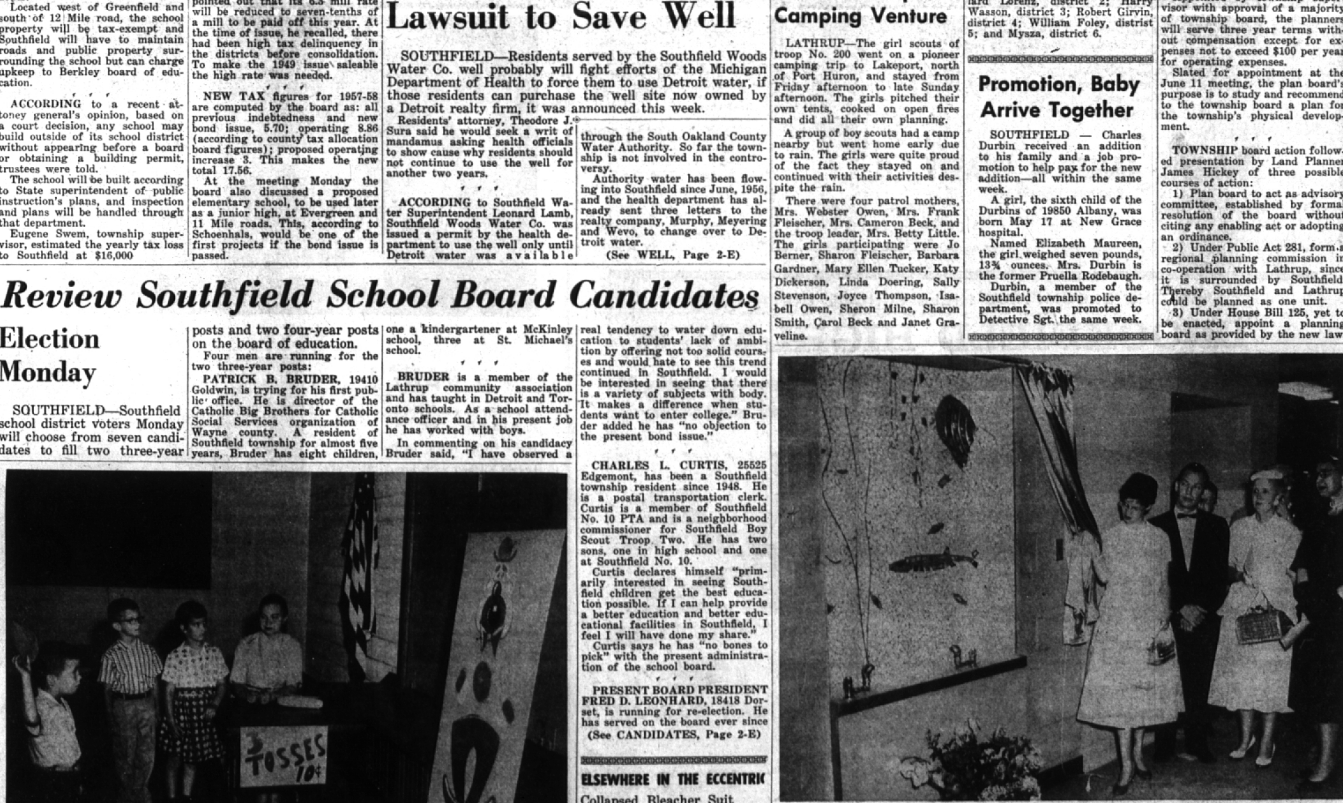 Located west of Greenfield and
south of 12 Mile road, the school
property will be tax-exempt and
Southfield will have to maintain
roads and public property sur-
rounding the school but can charge
upkeep to Berkley board of edu-
cation.
ACCORDING to a recent at-
torney general's opinion, based on
a court decision, any school may
build outside of its school district
without appearing before a board
or obtaining a building permit,
trustees were told.
The school will be built according
to State superintendent of public
instruction's plans, and inspection
and plans will be handled through
that department.
Eugene Swem, township super-
visor, estimated the yearly tax loss
to Southfield at $16,000
pointed out that its 6.3 mill rate
will be reduced to seven-tenths of
a mill to be paid off this year. At
the time of issue, he recalled, there
had been high tax delinquency in
the districts before consolidation.
To make the 1949 issue saleable
the high rate was needed.
NEW TAX figures for 1957-58
are computed by the board as: all
previous indebtedness and new
bond issue, 5.70; operating 8.86
(according to county tax allocation
board figures); proposed operating
increase 3. This makes the new
total 17.56.
At the meeting Monday the
board also discussed a proposed
elementary school, to be used later
as a junior high, at Evergreen and
11 Mile roads. This, according to
Schoenhals, would be one of the
first projects if the bond issue is
passed.
Lawsuit to Save Well
SOUTHFIELD—Residents served by the Southfield Woods
Water Co. well probably will fight efforts of the Michigan
Department of Health to force them to use Detroit water, if
those residents can purchase the well site now owned by
a Detroit realty firm, it was announced this week.
Residents' attorney, Theodore J.
Sura said he would seek a writ of
mandamus asking health officials
to show cause why residents should
not continue to use the well for
another two years.
ACCORDING to Southfield Wa-
ter Superintendent Leonard Lamb,
Southfield Woods Water Co. was
issued a permit by the health de-
partment to use the well only until
Detroit water was available
through the South Oakland County
Water Authority. So far the town-
ship is not involved in the contro-
versy.
Authority water has been flow-
ing into Southfield since June, 1956,
and the health department has al-
ready sent three letters to the
realty company, Murphy, Meyering
and Wevo, to change over to De-
troit water.
(See WELL, Page 2-E)
Camping Venture
LATHRUP—The girl scouts of
troop No. 200 went on a pioneer
camping trip to Lakeport, north
of Port Huron, and stayed from
Friday afternoon to late Sunday
afternoon. The girls pitched their
own tents, cooked on open fires
and did all their own planning.
A group of boy scouts had a camp
nearby but went home early due
to rain. The girls were quite proud
of the fact they stayed on and
continued with their activities des-
pite the rain.
There were four patrol mothers,
Mrs. Webster Owen, Mrs. Frank
Fleischer, Mrs. Cameron Beck, and
the troop leader, Mrs. Betty Little.
The girls participating were Jo
Berner, Sharon Fleischer, Barbara
Gardner, Mary Ellen Tucker, Katy
Dickerson, Linda Doering, Sally
Stevenson, Joyce Thompson, Isa-
bell Owen, Sheron Milne, Sharon
Smith, Carol Beck and Janet Gra-
veline.
Lorenz, district 2; Harry
Waason, district 3; Robert Girvin,
district 4; William Foley, district
5; and Mysza, district 6.
Promotion, Baby
Arrive Together
SOUTHFIELD — Charles
Durbin received an addition
to his family and a job pro-
motion to help pay for the new
addition—all within the same
week.
A girl, the sixth child of the
Durbins of 19850 Albany, was
born May 17 at New Grace
hospital.
Named Elizabeth Maureen,
the girl weighed seven pounds,
13¾ ounces. Mrs. Durbin is
the former Pruella Rodebaugh.
Durbin, a member of the
Southfield township police de-
partment, was promoted to
Detective Sgt. the same week.
visor with approval of a majority
of township board, the planners
will serve three year terms with-
out compensation except for ex-
penses not to exceed $100 per year
for operating expenses.
Slated for appointment at the
June 11 meeting, the plan board's
purpose is to study and recommend
to the township board a plan for
the township's physical develop-
ment.
TOWNSHIP board action follow-
ed presentation by Land Planner
James Hickey of three possible
courses of action:
1) Plan board to act as advisory
committee, established by formal
resolution of the board without
citing any enabling act or adopting
an ordinance.
2) Under Public Act 281, form a
regional planning commission in
co-operation with Lathrup, since
it is surrounded by Southfield.
Thereby Southfield and Lathrup
could be planned as one unit.
3) Under House Bill 125, yet to
be enacted, appoint a planning
board as provided by the new law
Review Southfield School Board Candidates
Election
Monday
SOUTHFIELD—Southfield
school district voters Monday
will choose from seven candi-
dates to fill two three-year
posts and two four-year posts
on the board of education.
Four men are running for the
two three-year posts:
PATRICK B. BRUDER, 19410
Goldwin, is trying for his first pub-
lic office. He is director of the
Catholic Big Brothers for Catholic
Social Services organization of
Wayne county. A resident of
Southfield township for almost five
years, Bruder has eight children,
one a kindergartener at McKinley
school, three at St. Michael's
school.
BRUDER is a member of the
Lathrup community association
and has taught in Detroit and Tor-
onto schools. As a school attend-
ance officer and in his present job
he has worked with boys.
In commenting on his candidacy
Bruder said, "I have observed a
real tendency to water down edu-
cation to students' lack of ambi-
tion by offering not too solid cours-
es and would hate to see this trend
continued in Southfield. I would
be interested in seeing that there
is a variety of subjects with body.
It makes a difference when stu-
dents want to enter college." Bru-
der added he has "no objection to
the present bond issue."
CHARLES L. CURTIS, 25525
Edgemont, has been a Southfield
township resident since 1948. He
is a postal transportation clerk.
Curtis is a member of Southfield
No. 10 PTA and is a neighborhood
commissioner for Southfield Boy
Scout Troop Two. He has two
sons, one in high school and one
at Southfield No. 10.
Curtis declares himself "prim-
arily interested in seeing South-
field children get the best educa-
tion possible. If I can help provide
a better education and better edu-
cational facilities in Southfield, I
feel I will have done my share."
Curtis says he has "no bones to
pick" with the present administra-
tion of the school board.
PRESENT BOARD PRESIDENT
FRED D. LEONHARD, 18418 Dor-
set, is running for re-election. He
has served on the board ever since
(See CANDIDATES, Page 2-E)
ELSEWHERE IN THE ECCENTRIC
Collapsed Bleacher Suit
3
TOSSES
10¢